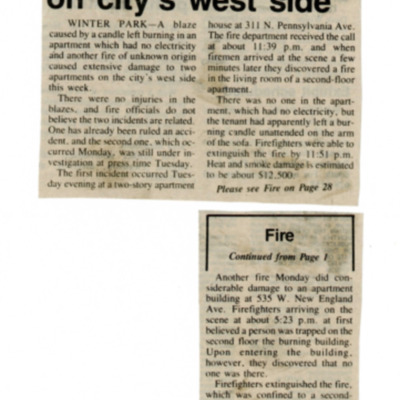 on city's west side
WINTER PARK—A blaze
caused by a candle left burning in an
apartment which had no electricity
and another fire of unknown origin
caused extensive damage to two
apartments on the city's west side
this week.
There were no injuries in the
blazes, and fire officials do not
believe the two incidents are related.
One has already been ruled an acci-
dent, and the second one, which oc-
curred Monday, was still under in-
vestigation at press time Tuesday.
The first incident occurred Tues-
day evening at a two-story apartment
house at 311 N. Pennsylvania Ave.
The fire department received the call
at about 11:39 p.m. and when
firemen arrived at the scene a few
minutes later they discovered a fire
in the living room of a second-floor
apartment.
There was no one in the apart-
ment, which had no electricity, but
the tenant had apparently left a bur-
ning candle unattended on the arm
of the sofa. Firefighters were able to
extinguish the fire by 11:51 p.m.
Heat and smoke damage is estimated
to be about $12,500.
Please see Fire on Page 28
Fire
Continued from Page 1
Another fire Monday did con-
siderable damage to an apartment
building at 535 W. New England
Ave. Firefighters arriving on the
scene at about 5:23 p.m. at first
believed a person was trapped on the
second floor the burning building.
Upon entering the building,
however, they discovered that no
one was there.
Firefighters extinguished the fire,
which was confined to a second-